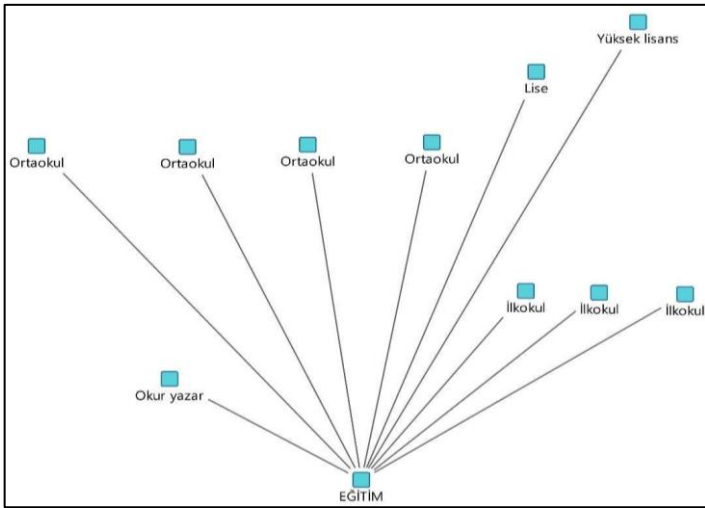 Yüksek lisans
Lise
Ortaokul
Ortaokul
Ortaokul
Ortaokul
İlkokul
İlkokul
İlkokul
Okur yazar
EĞİTİM